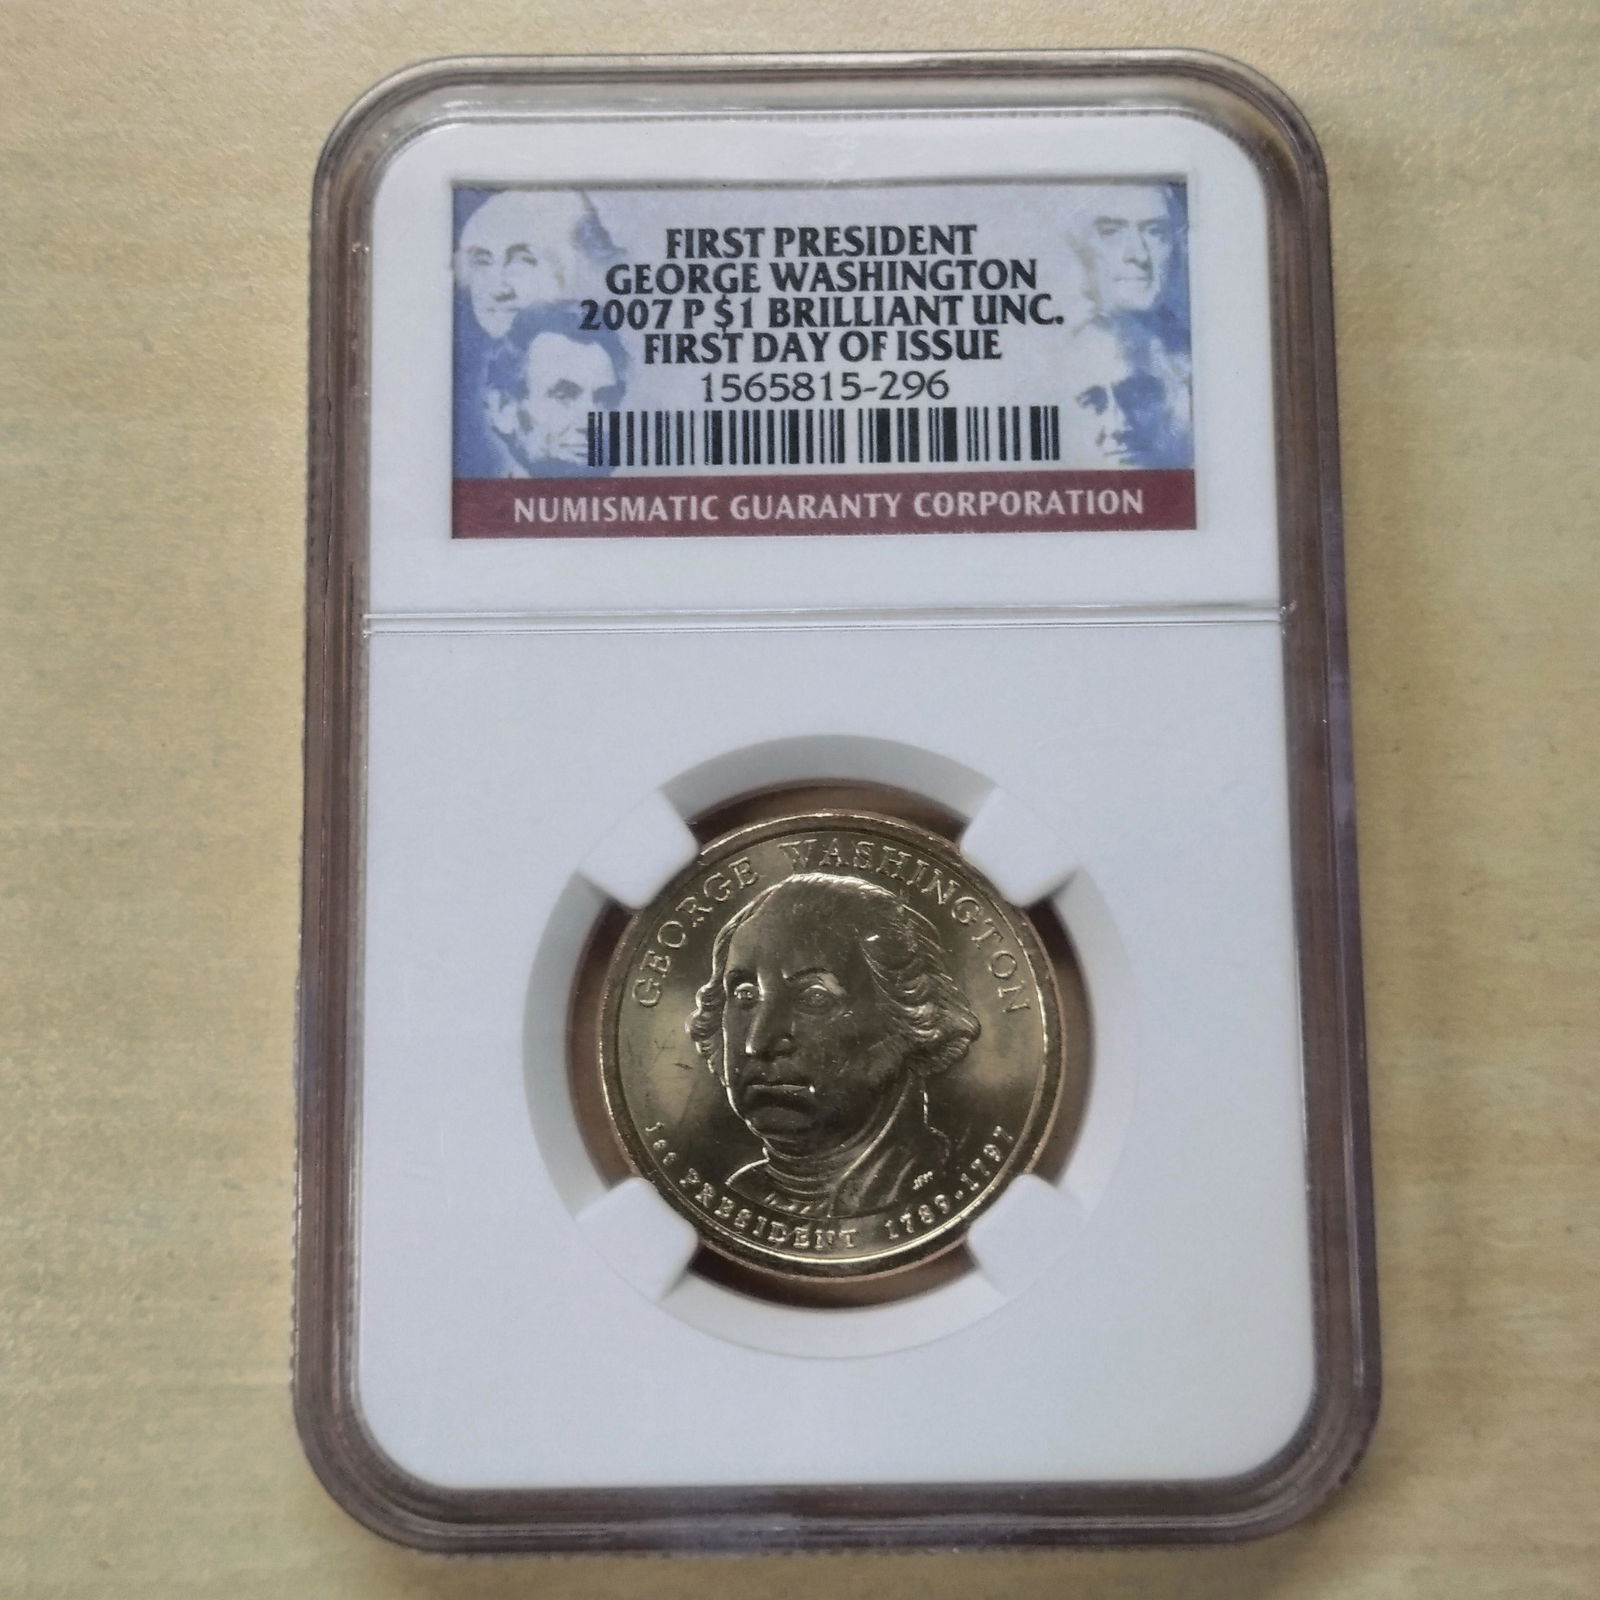 FIRST PRESIDENT
GEORGE WASHINGTON
2007 P $1 BRILLIANT UNC.
FIRST DAY OF ISSUE
1565815-296
NUMISMATIC GUARANTY CORPORATION
GEORGE WASHINGTON
1st PRESIDENT 1789-1797